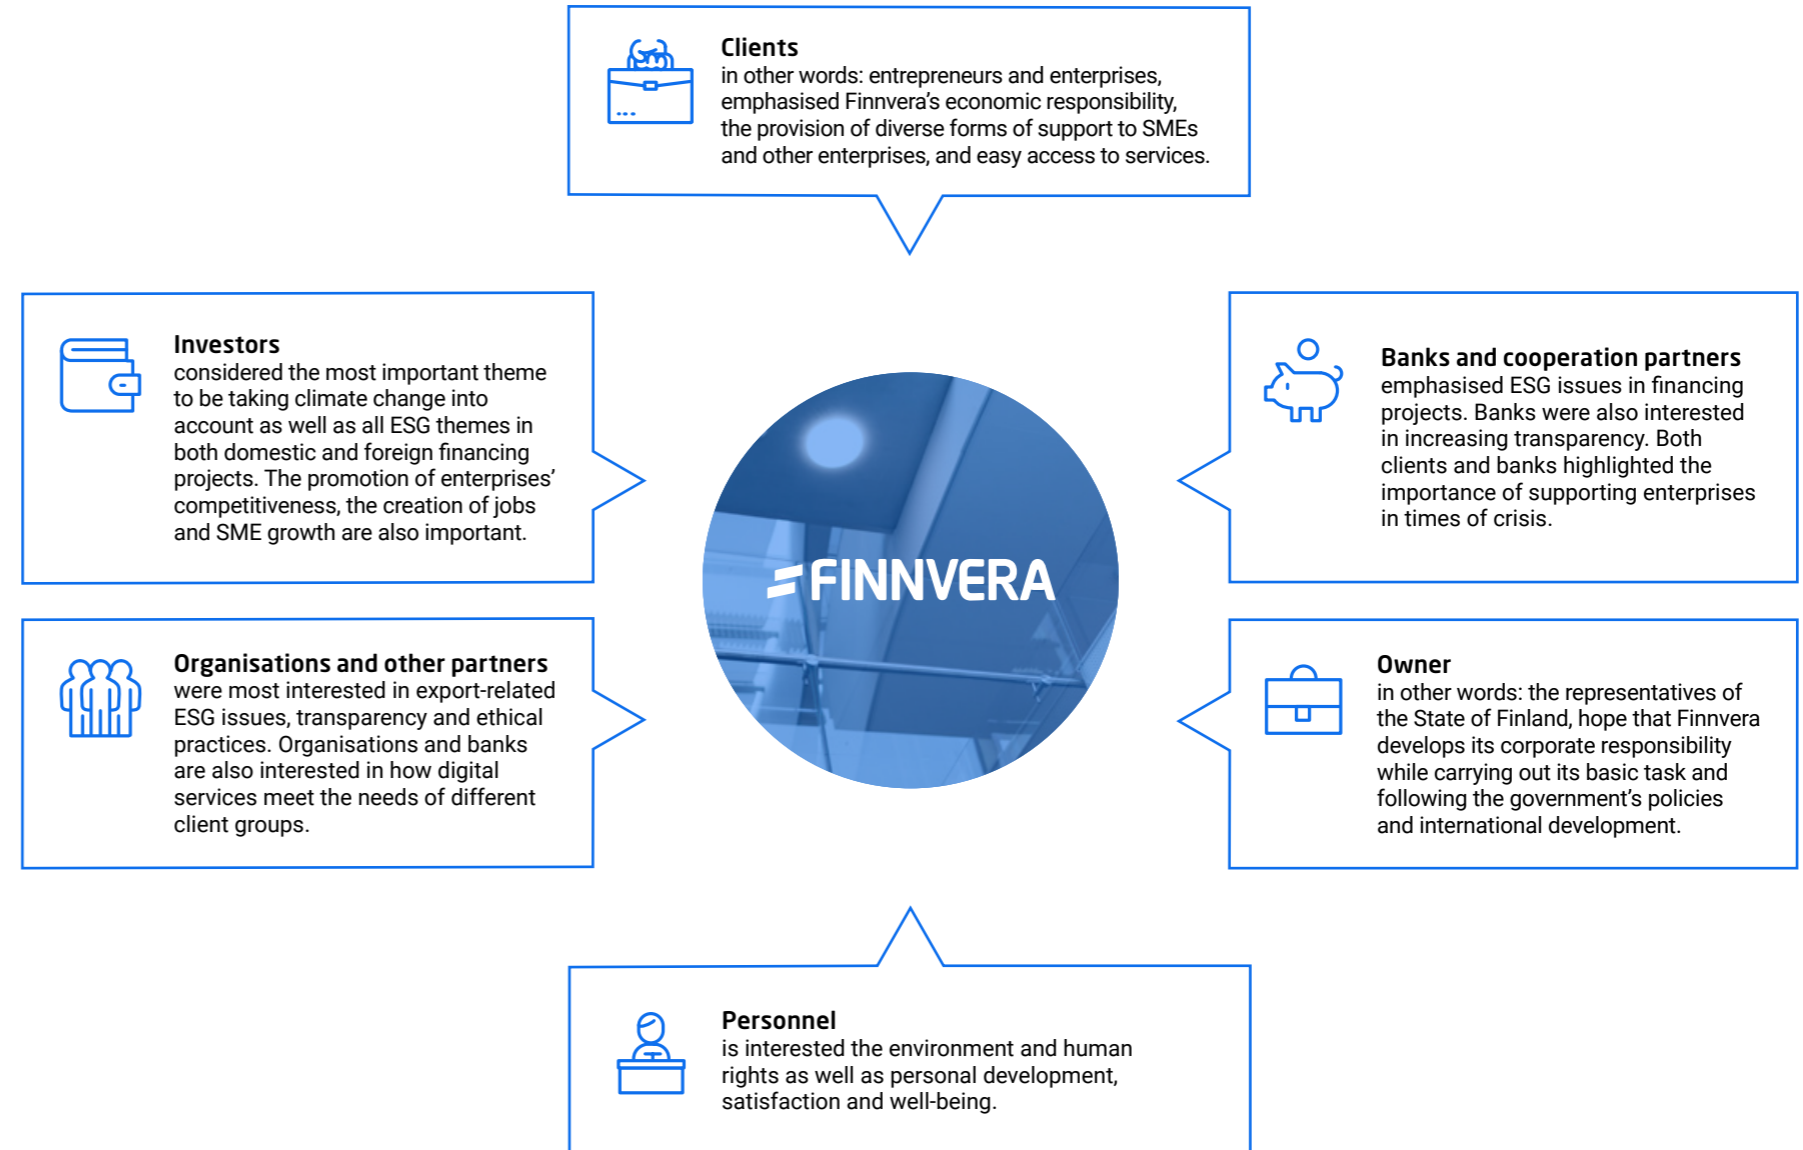 Clients
in other words: entrepreneurs and enterprises,
emphasised Finnvera’s economic responsibility,
the provision of diverse forms of support to SMEs
and other enterprises, and easy access to services.
Investors
considered the most important theme
to be taking climate change into
account as well as all ESG themes in
both domestic and foreign financing
projects. The promotion of enterprises’
competitiveness, the creation of jobs
and SME growth are also important.
Banks and cooperation partners
emphasised ESG issues in financing
projects. Banks were also interested
in increasing transparency. Both
clients and banks highlighted the
importance of supporting enterprises
in times of crisis.
FINNVERA
Organisations and other partners
were most interested in export-related
ESG issues, transparency and ethical
practices. Organisations and banks
are also interested in how digital
services meet the needs of different
client groups.
Owner
in other words: the representatives of
the State of Finland, hope that Finnvera
develops its corporate responsibility
while carrying out its basic task and
following the government’s policies
and international development.
Personnel
is interested the environment and human
rights as well as personal development,
satisfaction and well-being.